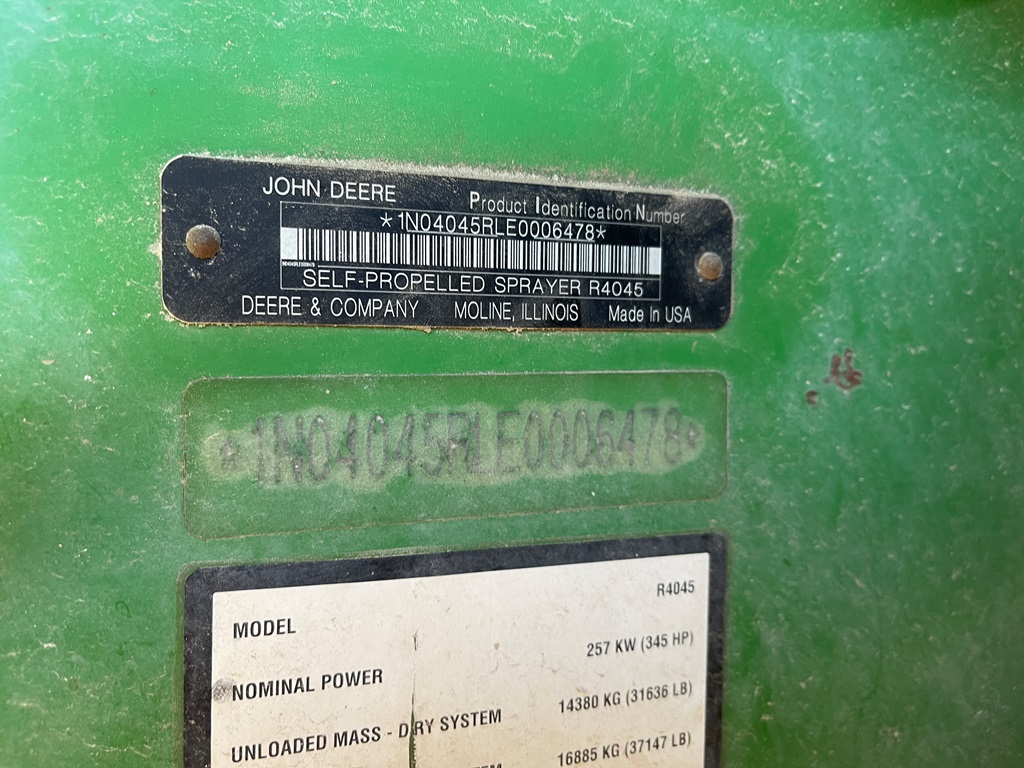 JOHN DEERE
Product Identification Number
*1N04045RLE0006478*
SELF-PROPELLED SPRAYER R4045
DEERE & COMPANY MOLINE, ILLINOIS Made in USA
*1N04045RLE0006478*
MODEL R4045
NOMINAL POWER 257 KW (345 HP)
UNLOADED MASS - DRY SYSTEM 14380 KG (31636 LB)
16885 KG (37147 LB)